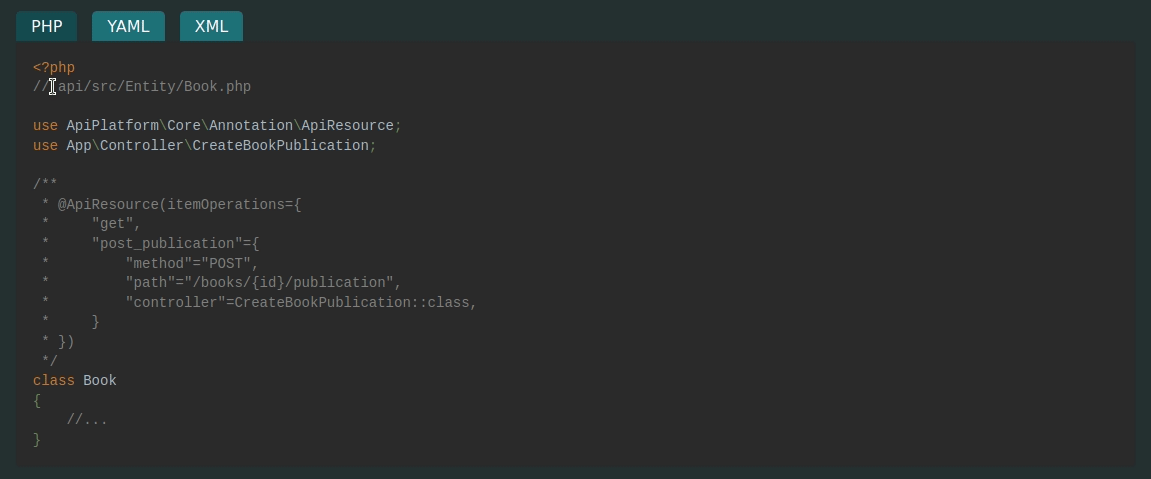 PHP YAML XML
<?php
// api/src/Entity/Book.php
use ApiPlatform\Core\Annotation\ApiResource;
use App\Controller\CreateBookPublication;
/**
 * @ApiResource(itemOperations={
 *     "get",
 *     "post_publication"={
 *         "method"="POST",
 *         "path"="/books/{id}/publication",
 *         "controller"=CreateBookPublication::class,
 *     }
 * })
 */
class Book
{
    //...
}